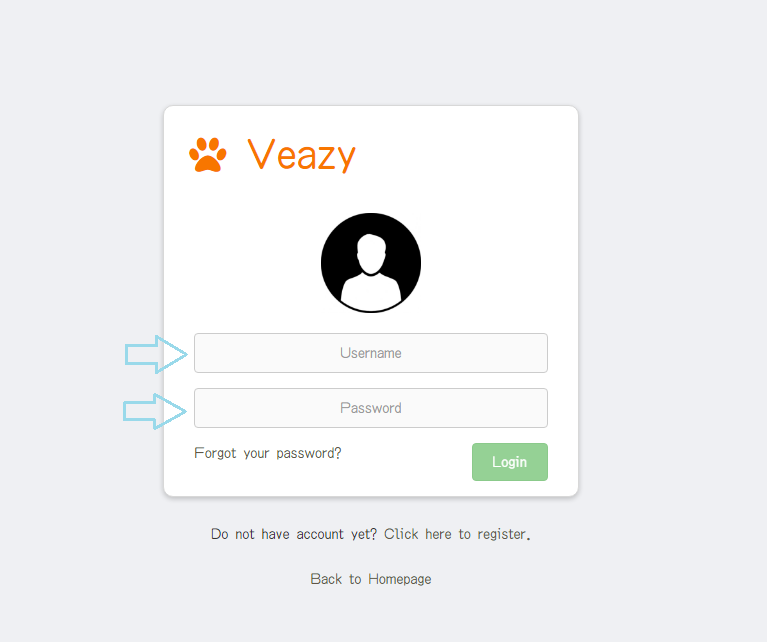 Veazy
Username
Password
Forgot your password?
Login
Do not have account yet? Click here to register.
Back to Homepage